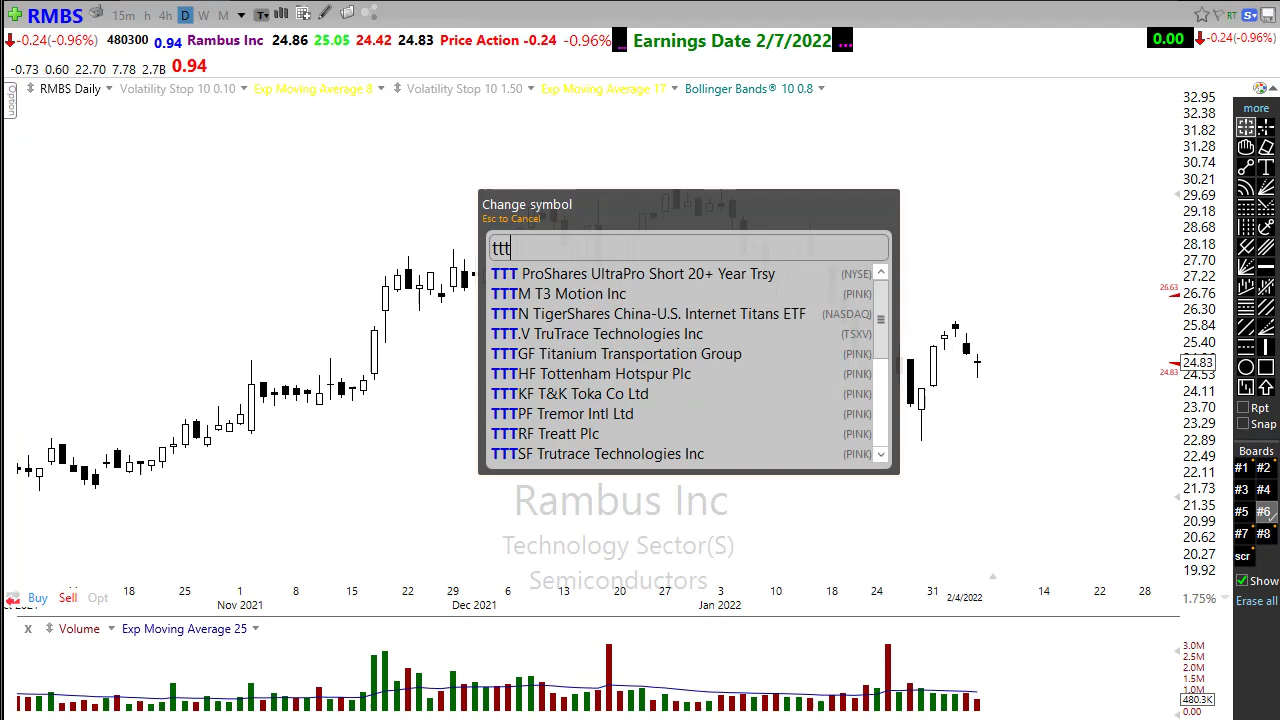 RMBS 15m h 4h D W M T RT S
-0.24(-0.96%) 480300 0.94 Rambus Inc 24.86 25.05 24.42 24.83 Price Action -0.24 -0.96% ... Earnings Date 2/7/2022 ... 0.00 -0.24(-0.96%)
-0.73 0.60 22.70 7.78 2.7B 0.94
Option
RMBS Daily Volatility Stop 10 0.10 Exp Moving Average 8 Volatility Stop 10 1.50 Exp Moving Average 17 Bollinger Bands® 10 0.8
Change symbol
Esc to Cancel
ttt
TTT ProShares UltraPro Short 20+ Year Trsy (NYSE)
TTTM T3 Motion Inc (PINK)
TTTN TigerShares China-U.S. Internet Titans ETF (NASDAQ)
TTT.V TruTrace Technologies Inc (TSXV)
TTTGF Titanium Transportation Group (PINK)
TTTHF Tottenham Hotspur Plc (PINK)
TTTKF T&K Toka Co Ltd (PINK)
TTTPF Tremor Intl Ltd (PINK)
TTTRF Treatt Plc (PINK)
TTTSF Trutrace Technologies Inc (PINK)
Rambus Inc
Technology Sector(S)
Semiconductors
32.95
32.38
31.82
31.28
30.74
30.21
29.69
29.18
28.68
28.18
27.70
27.22
26.63
26.76
26.30
25.84
25.40
24.83
24.83
24.53
24.11
23.70
23.29
22.89
22.49
22.11
21.73
21.35
20.99
20.62
20.27
19.92
more
Rpt
Snap
Boards
#1 #2
#3 #4
#5 #6
#7 #8
scr
Show
Erase all
Buy Sell Opt
18 25 1 8 15 22 29 6 13 20 27 3 10 18 24 31 2/4/2022 14 22 28
2021 Nov 2021 Dec 2021 Jan 2022
1.75%
X Volume Exp Moving Average 25
3.0M
2.5M
2.0M
1.5M
1.0M
480.3K
0.00